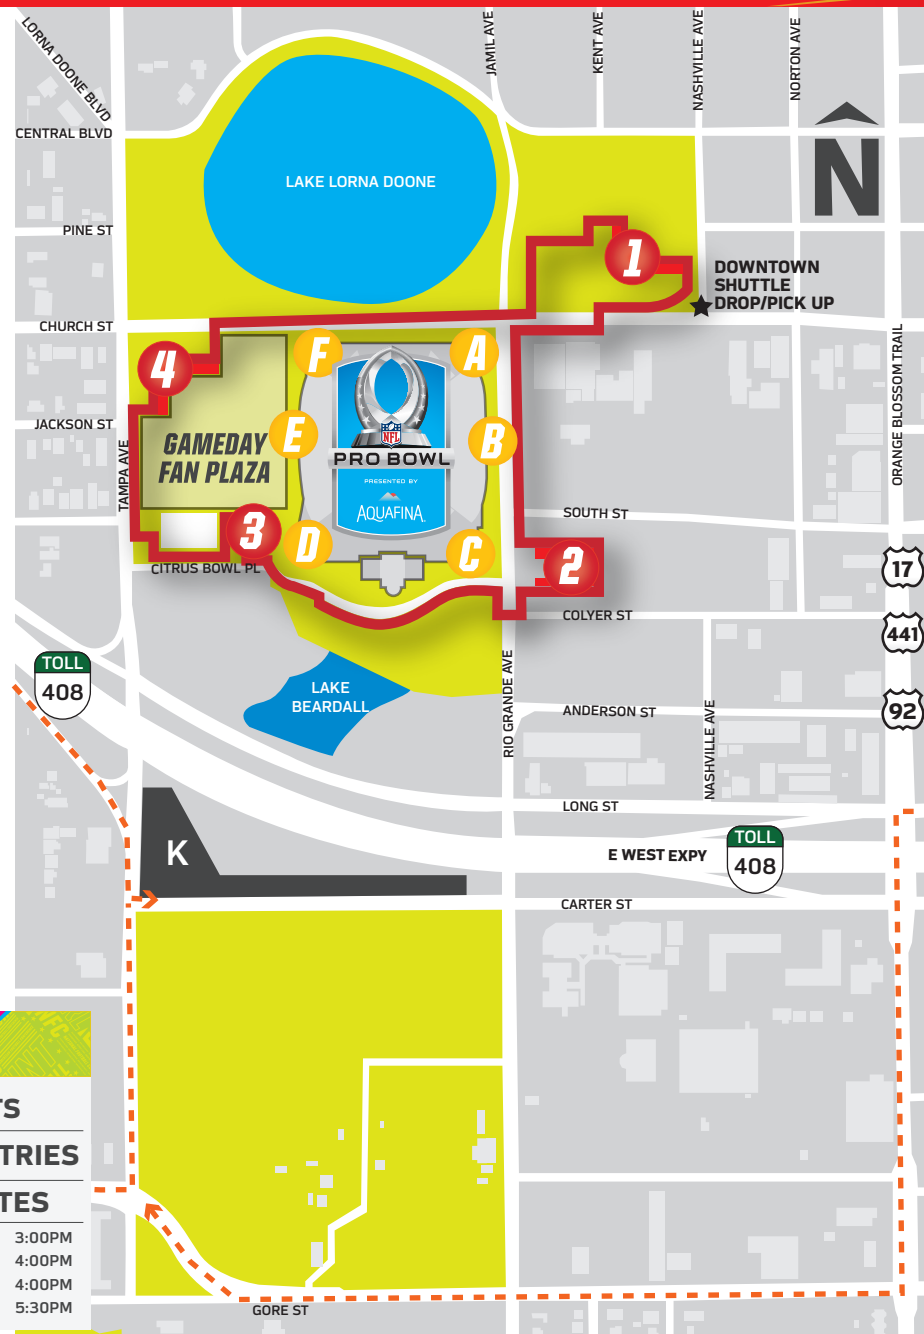 JAMIL AVE
KENT AVE
NASHVILLE AVE
NORTON AVE
LORNA DOONE BLVD
CENTRAL BLVD
LAKE LORNA DOONE
N
PINE ST
1
DOWNTOWN
SHUTTLE
DROP/PICK UP
CHURCH ST
F
A
4
JACKSON ST
TAMPA AVE
GAMEDAY
FAN PLAZA
E
NFL
PRO BOWL
PRESENTED BY
AQUAFINA.
B
ORANGE BLOSSOM TRAIL
SOUTH ST
3
D
C
2
CITRUS BOWL PL
17
COLYER ST
441
TOLL
408
LAKE
BEARDALL
RIO GRANDE AVE
ANDERSON ST
NASHVILLE AVE
92
LONG ST
K
E WEST EXPY
TOLL
408
CARTER ST
TS
TRIES
TES
3:00PM
4:00PM
4:00PM
5:30PM
GORE ST